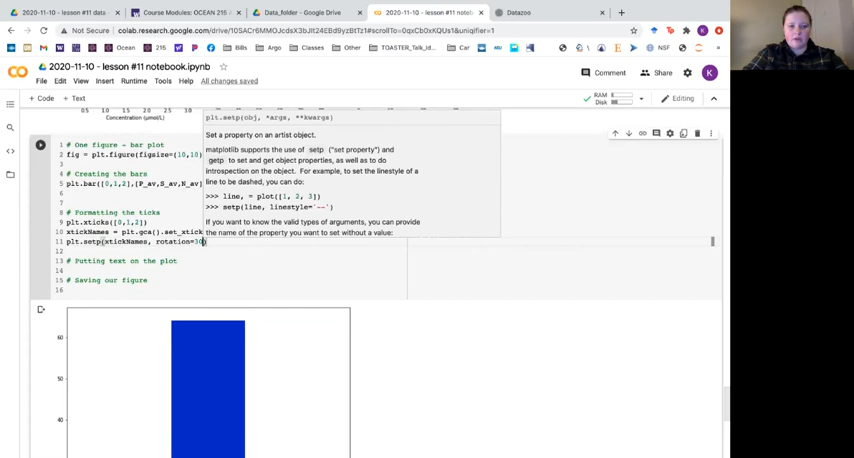 2020-11-10 - lesson #11 data
Course Modules: OCEAN 215 A
Data_folder - Google Drive
2020-11-10 - lesson #11 noteb
Datazoo
Not Secure
colab.research.google.com/drive/10SACr6MMOJcdsX3bJIt24EBd9yzBtTz1#scrollTo=0qxCb0xKQUs1&uniqifier=1
Apps
Ocean
215
Bills
Argo
Classes
TOASTER_Talk_Id...
Car
NSF
Other Bookmarks
2020-11-10 - lesson #11 notebook.ipynb
File Edit View Insert Runtime Tools Help All changes saved
Comment
Share
K
+ Code + Text
RAM
Disk
Editing
0.5 1.0 1.5 2.0 2.5 3.0
Concentration (μmol/L)
plt.setp(obj, *args, **kwargs)
Set a property on an artist object.
matplotlib supports the use of setp ("set property") and
getp to set and get object properties, as well as to do
introspection on the object. For example, to set the linestyle of a
line to be dashed, you can do:
>>> line, = plot([1, 2, 3])
>>> setp(line, linestyle='--')
If you want to know the valid types of arguments, you can provide
the name of the property you want to set without a value:
1 # One figure - bar plot
2 fig = plt.figure(figsize=(10,10)
3
4 # Creating the bars
5 plt.bar([0,1,2],[P_av,S_av,N_av]
6
7
8 # Formatting the ticks
9 plt.xticks([0,1,2])
10 xtickNames = plt.gca().set_xtick
11 plt.setp(xtickNames, rotation=30)
12
13 # Putting text on the plot
14
15 # Saving our figure
16
60
50
40